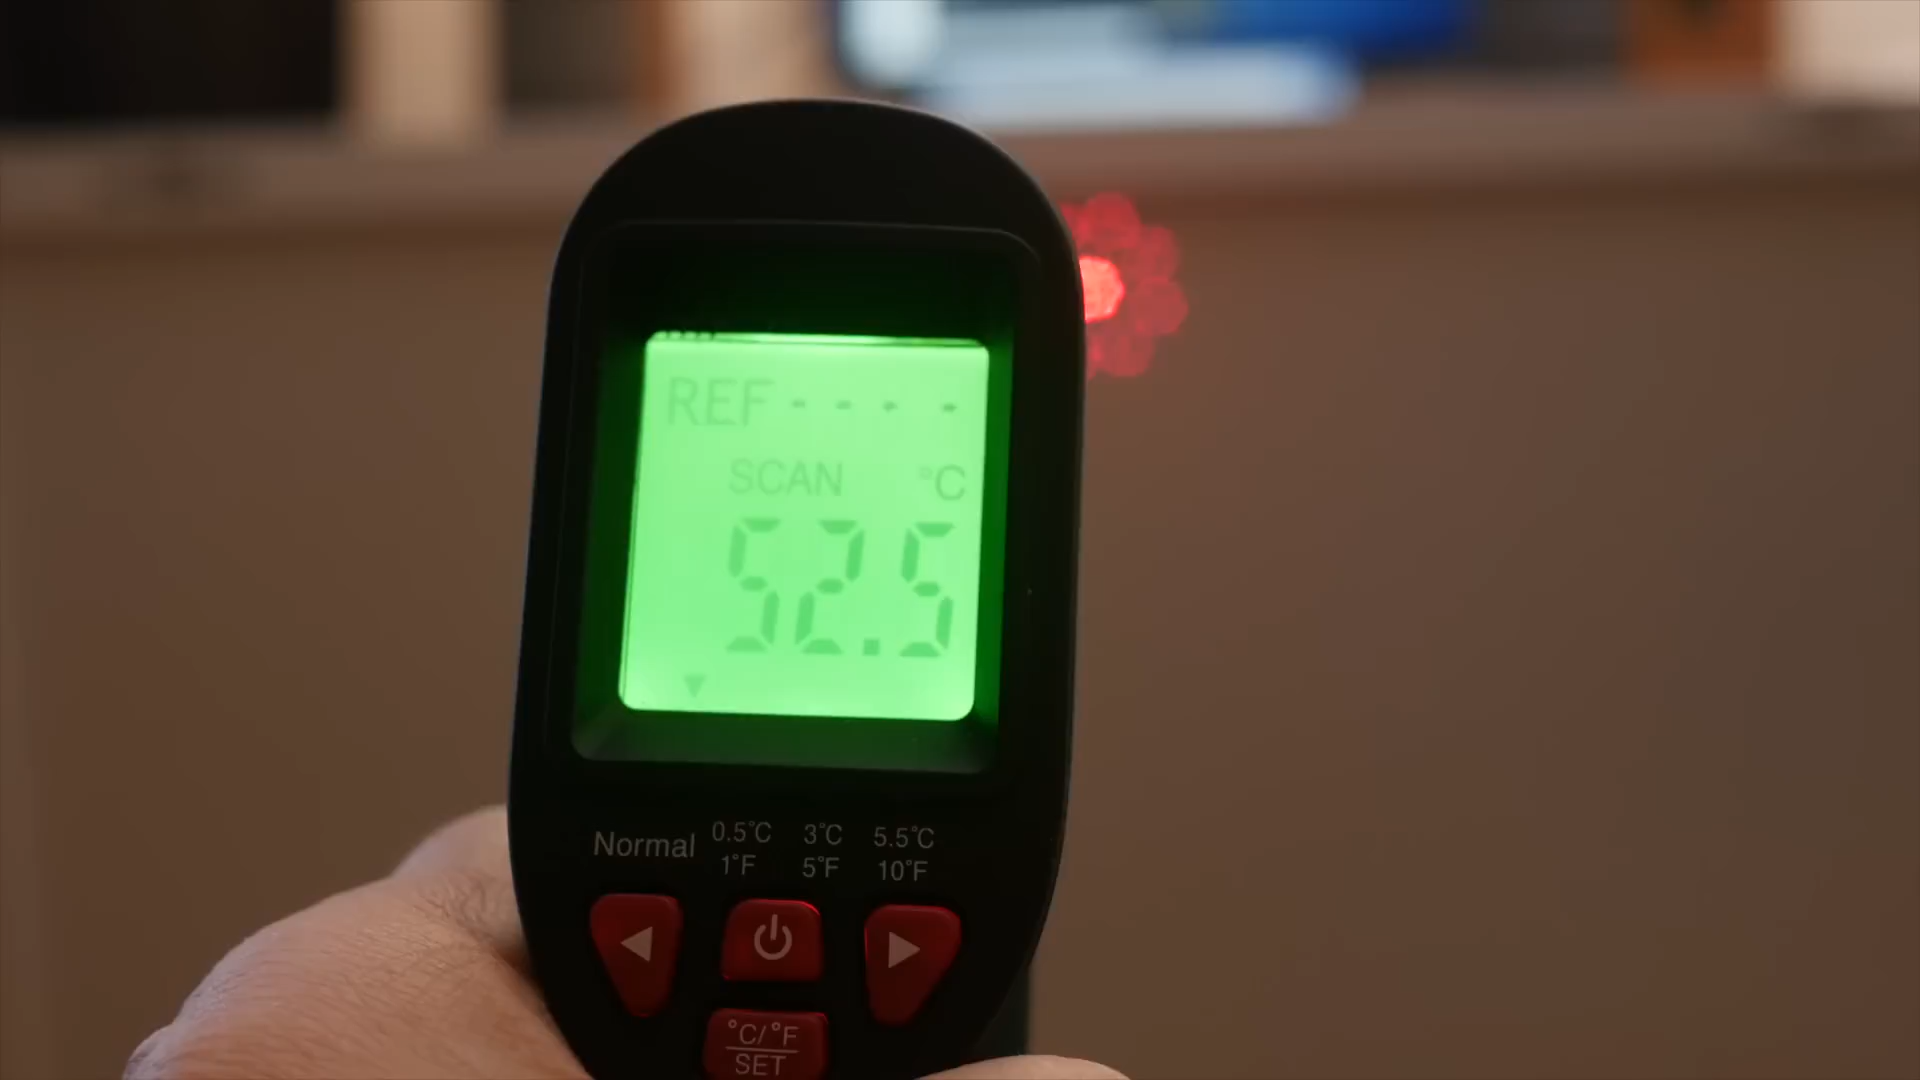 REF - - - -
SCAN °C
52.5
Normal 0.5°C 3°C 5.5°C
1°F 5°F 10°F
°C/°F
SET